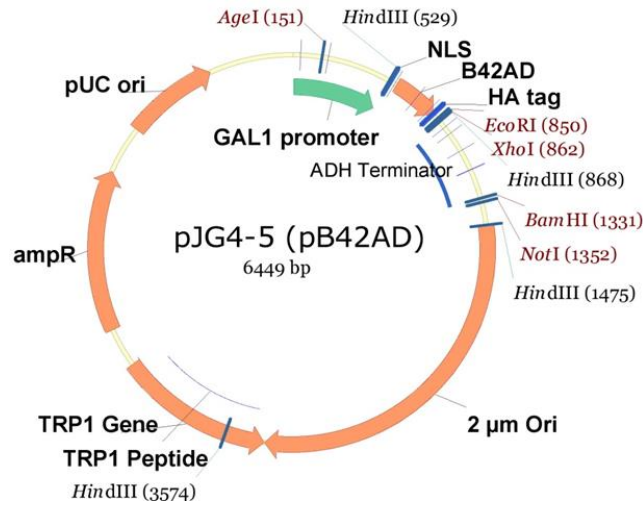 AgeI (151)
HindIII (529)
NLS
B42AD
HA tag
EcoRI (850)
XhoI (862)
HindIII (868)
BamHI (1331)
NotI (1352)
HindIII (1475)
pUC ori
GAL1 promoter
ADH Terminator
pJG4-5 (pB42AD)
6449 bp
ampR
2 µm Ori
TRP1 Gene
TRP1 Peptide
HindIII (3574)